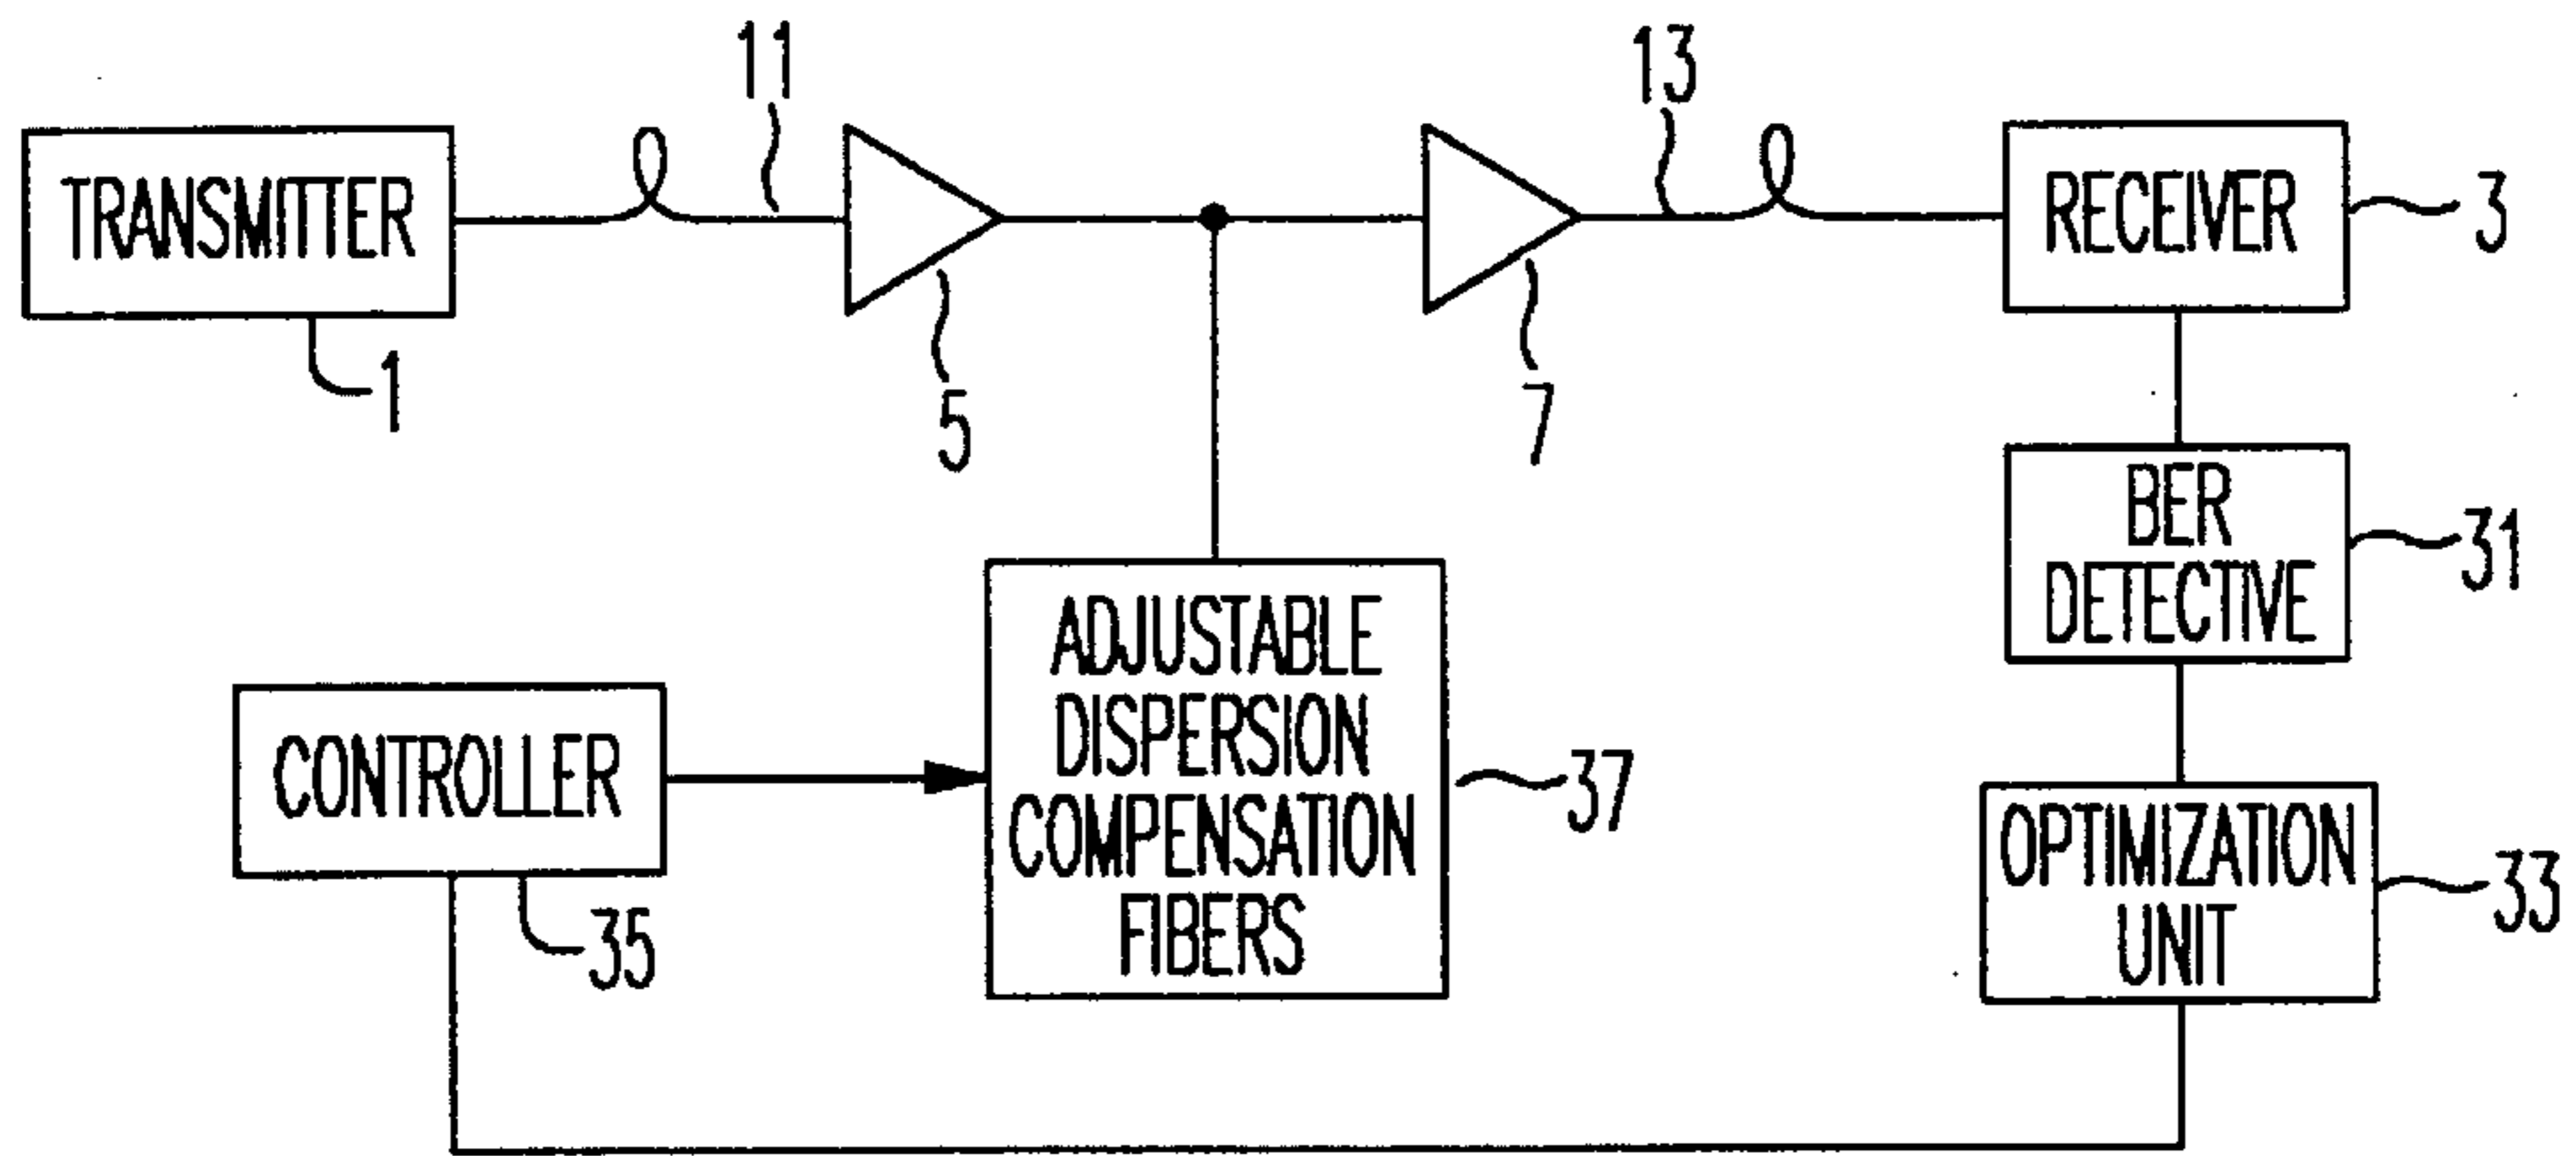 11
13
TRANSMITTER
RECEIVER
3
1
5
7
BER
DETECTIVE
31
ADJUSTABLE
DISPERSION
COMPENSATION
FIBERS
37
CONTROLLER
35
OPTIMIZATION
UNIT
33